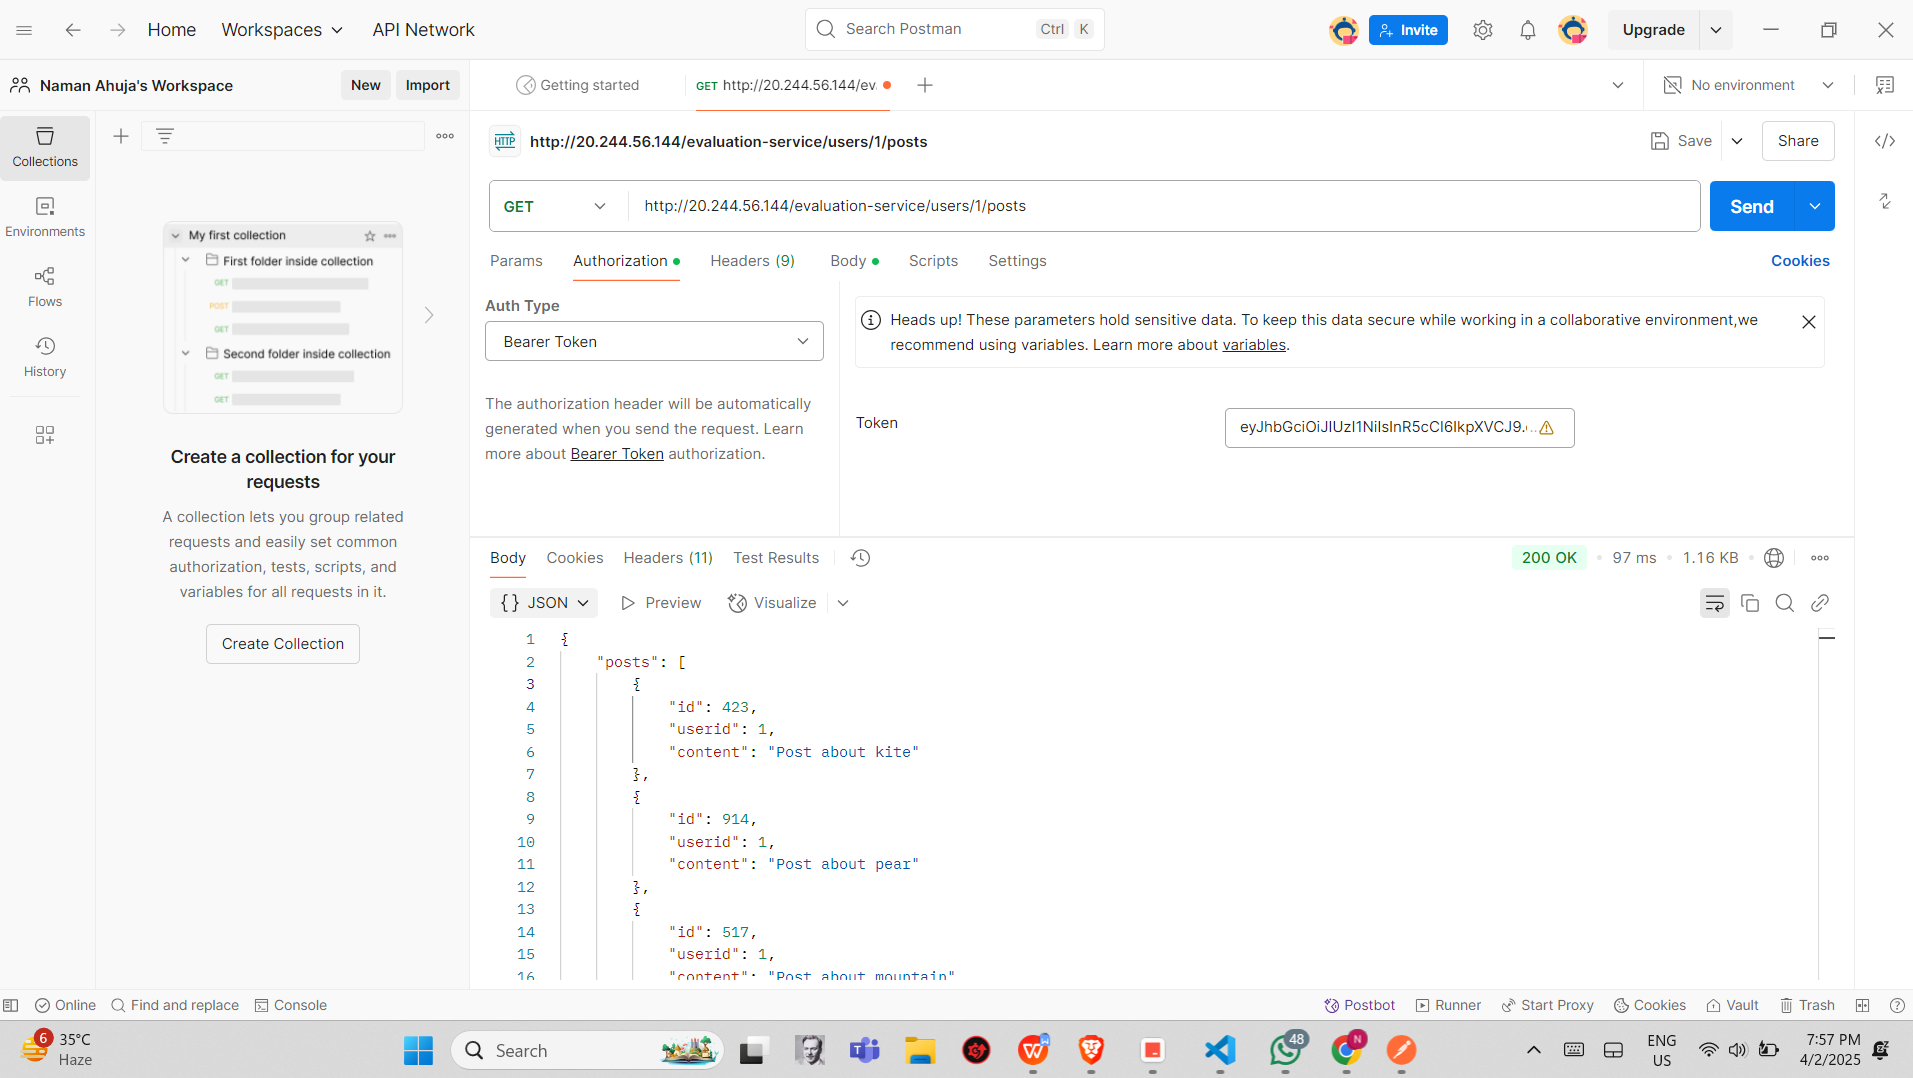 Home Workspaces API Network Search Postman Ctrl K Invite Upgrade
Naman Ahuja's Workspace New Import Getting started GET http://20.244.56.144/ev. No environment
HTTP http://20.244.56.144/evaluation-service/users/1/posts Save Share
Collections
Environments
Flows
History
My first collection
First folder inside collection
GET
POST
GET
Second folder inside collection
GET
GET
Create a collection for your
requests
A collection lets you group related
requests and easily set common
authorization, tests, scripts, and
variables for all requests in it.
Create Collection
GET http://20.244.56.144/evaluation-service/users/1/posts Send
Params Authorization Headers (9) Body Scripts Settings Cookies
Auth Type
Bearer Token
The authorization header will be automatically
generated when you send the request. Learn
more about Bearer Token authorization.
Heads up! These parameters hold sensitive data. To keep this data secure while working in a collaborative environment,we
recommend using variables. Learn more about variables.
Token
Body Cookies Headers (11) Test Results 200 OK 97 ms 1.16 KB
{} JSON Preview Visualize
1 {
2 "posts": [
3 {
4 "id": 423,
5 "userid": 1,
6 "content": "Post about kite"
7 },
8 {
9 "id": 914,
10 "userid": 1,
11 "content": "Post about pear"
12 },
13 {
14 "id": 517,
15 "userid": 1,
16 "content": "Post about mountain"
Online Find and replace Console Postbot Runner Start Proxy Cookies Vault Trash
6 35°C
Haze
Search
48
N
ENG
US
7:57 PM
4/2/2025